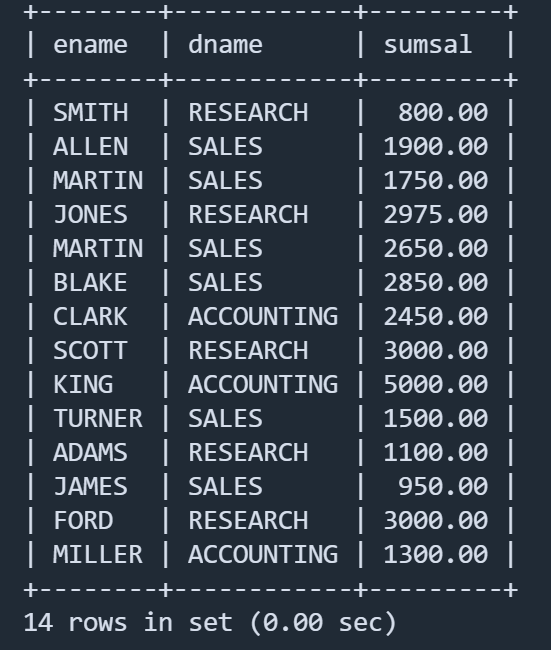 +--------+------------+---------+
| ename  | dname      | sumsal  |
+--------+------------+---------+
| SMITH  | RESEARCH   |  800.00 |
| ALLEN  | SALES      | 1900.00 |
| MARTIN | SALES      | 1750.00 |
| JONES  | RESEARCH   | 2975.00 |
| MARTIN | SALES      | 2650.00 |
| BLAKE  | SALES      | 2850.00 |
| CLARK  | ACCOUNTING | 2450.00 |
| SCOTT  | RESEARCH   | 3000.00 |
| KING   | ACCOUNTING | 5000.00 |
| TURNER | SALES      | 1500.00 |
| ADAMS  | RESEARCH   | 1100.00 |
| JAMES  | SALES      |  950.00 |
| FORD   | RESEARCH   | 3000.00 |
| MILLER | ACCOUNTING | 1300.00 |
+--------+------------+---------+
14 rows in set (0.00 sec)